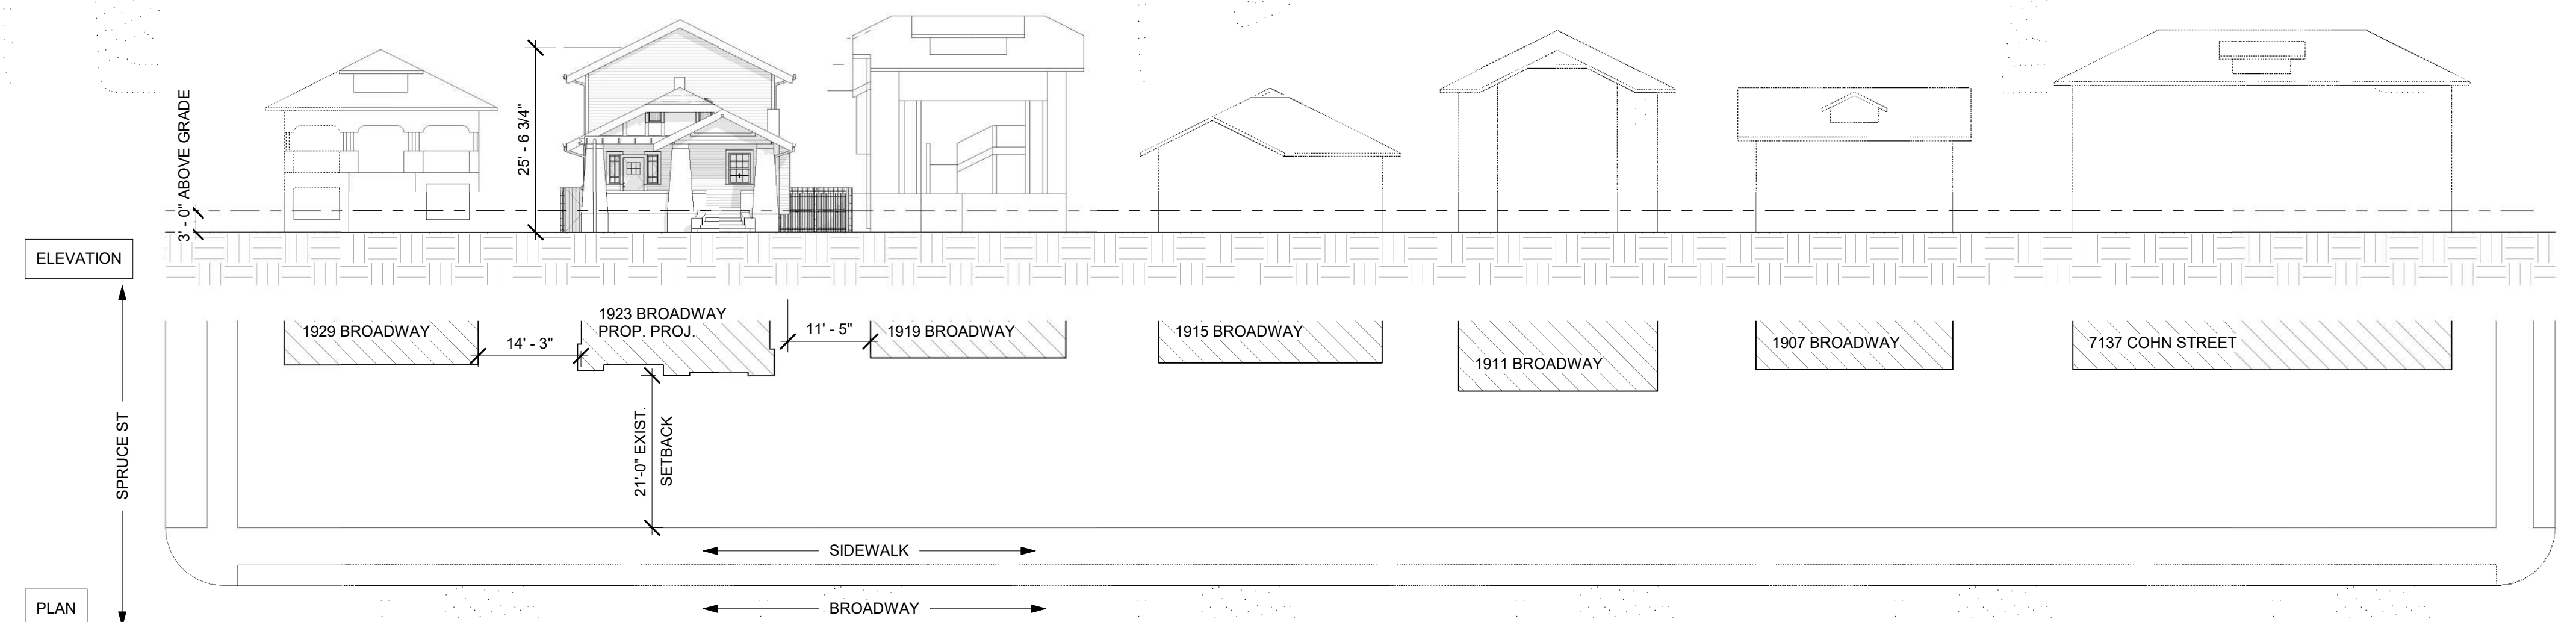 3' - 0" ABOVE GRADE
25' - 6 3/4"
ELEVATION
1929 BROADWAY
14' - 3"
1923 BROADWAY
PROP. PROJ.
11' - 5"
1919 BROADWAY
1915 BROADWAY
1911 BROADWAY
1907 BROADWAY
7137 COHN STREET
SPRUCE ST
21'-0" EXIST.
SETBACK
SIDEWALK
PLAN
BROADWAY